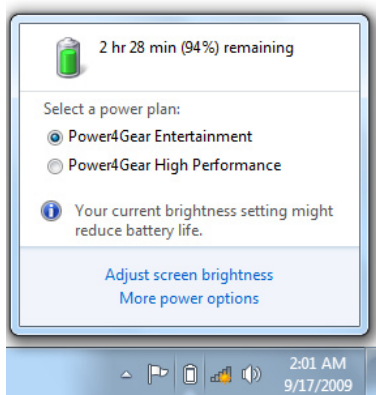 2 hr 28 min (94%) remaining
Select a power plan:
Power4Gear Entertainment
Power4Gear High Performance
Your current brightness setting might
reduce battery life.
Adjust screen brightness
More power options
2:01 AM
9/17/2009